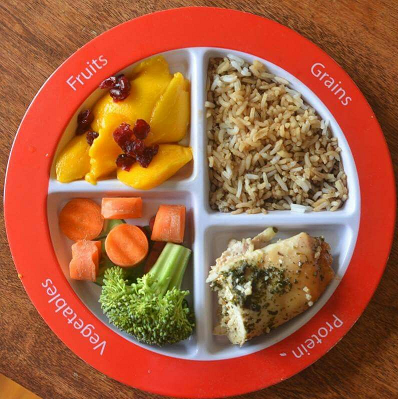 Fruits
Grains
Vegetables
Protein